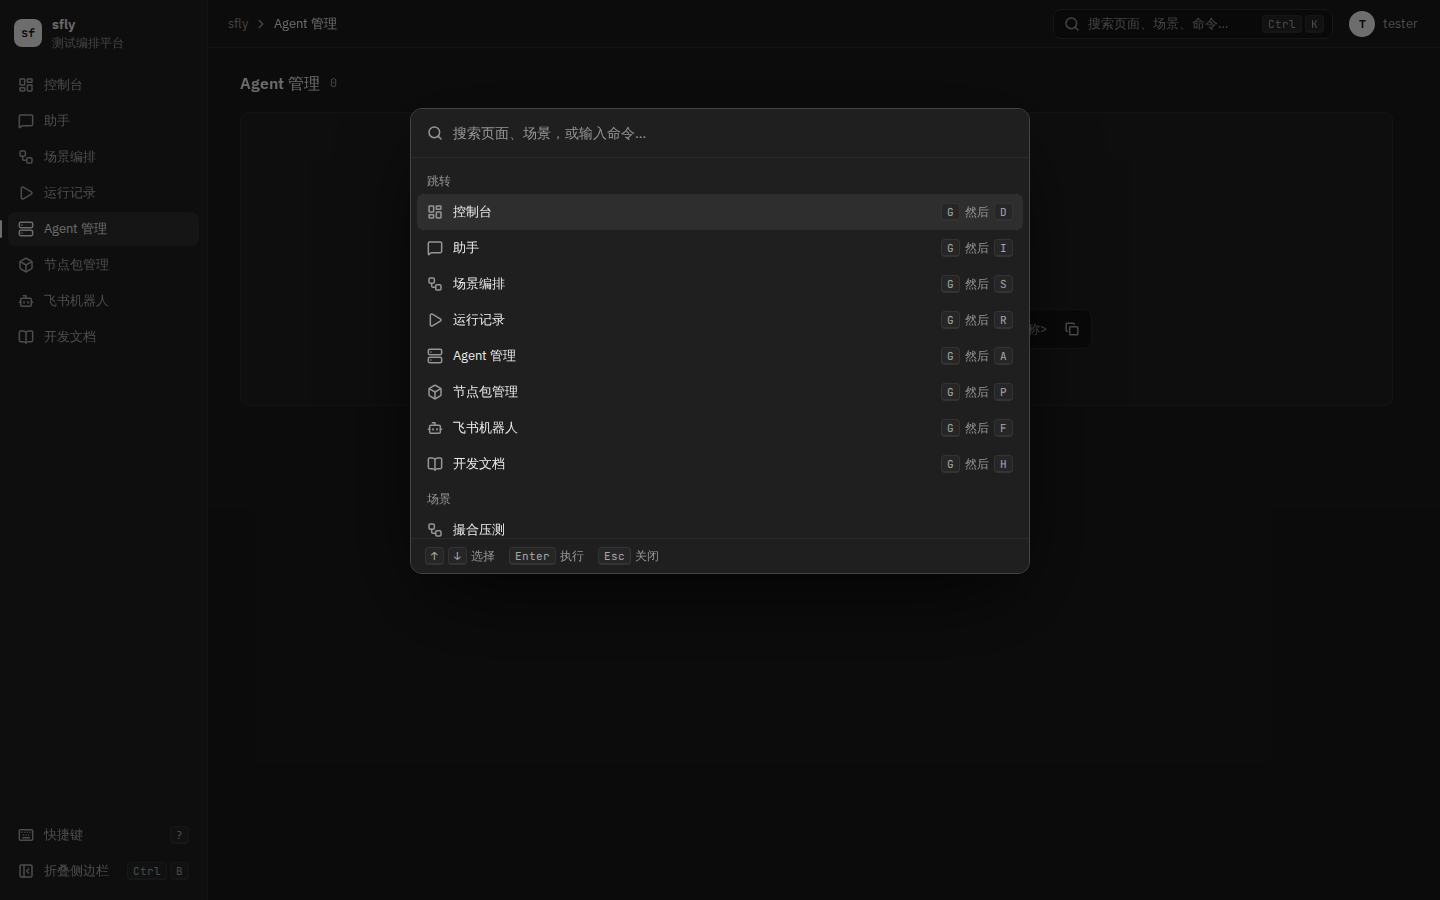 sf
sfly
测试编排平台
控制台
助手
场景编排
运行记录
Agent 管理
节点包管理
飞书机器人
开发文档
快捷键 ?
折叠侧边栏 Ctrl B
sfly > Agent 管理
搜索页面、场景、命令... Ctrl K
T tester
Agent 管理 0
称>
搜索页面、场景，或输入命令...
跳转
控制台 G 然后 D
助手 G 然后 I
场景编排 G 然后 S
运行记录 G 然后 R
Agent 管理 G 然后 A
节点包管理 G 然后 P
飞书机器人 G 然后 F
开发文档 G 然后 H
场景
撮合压测
↑ ↓ 选择 Enter 执行 Esc 关闭